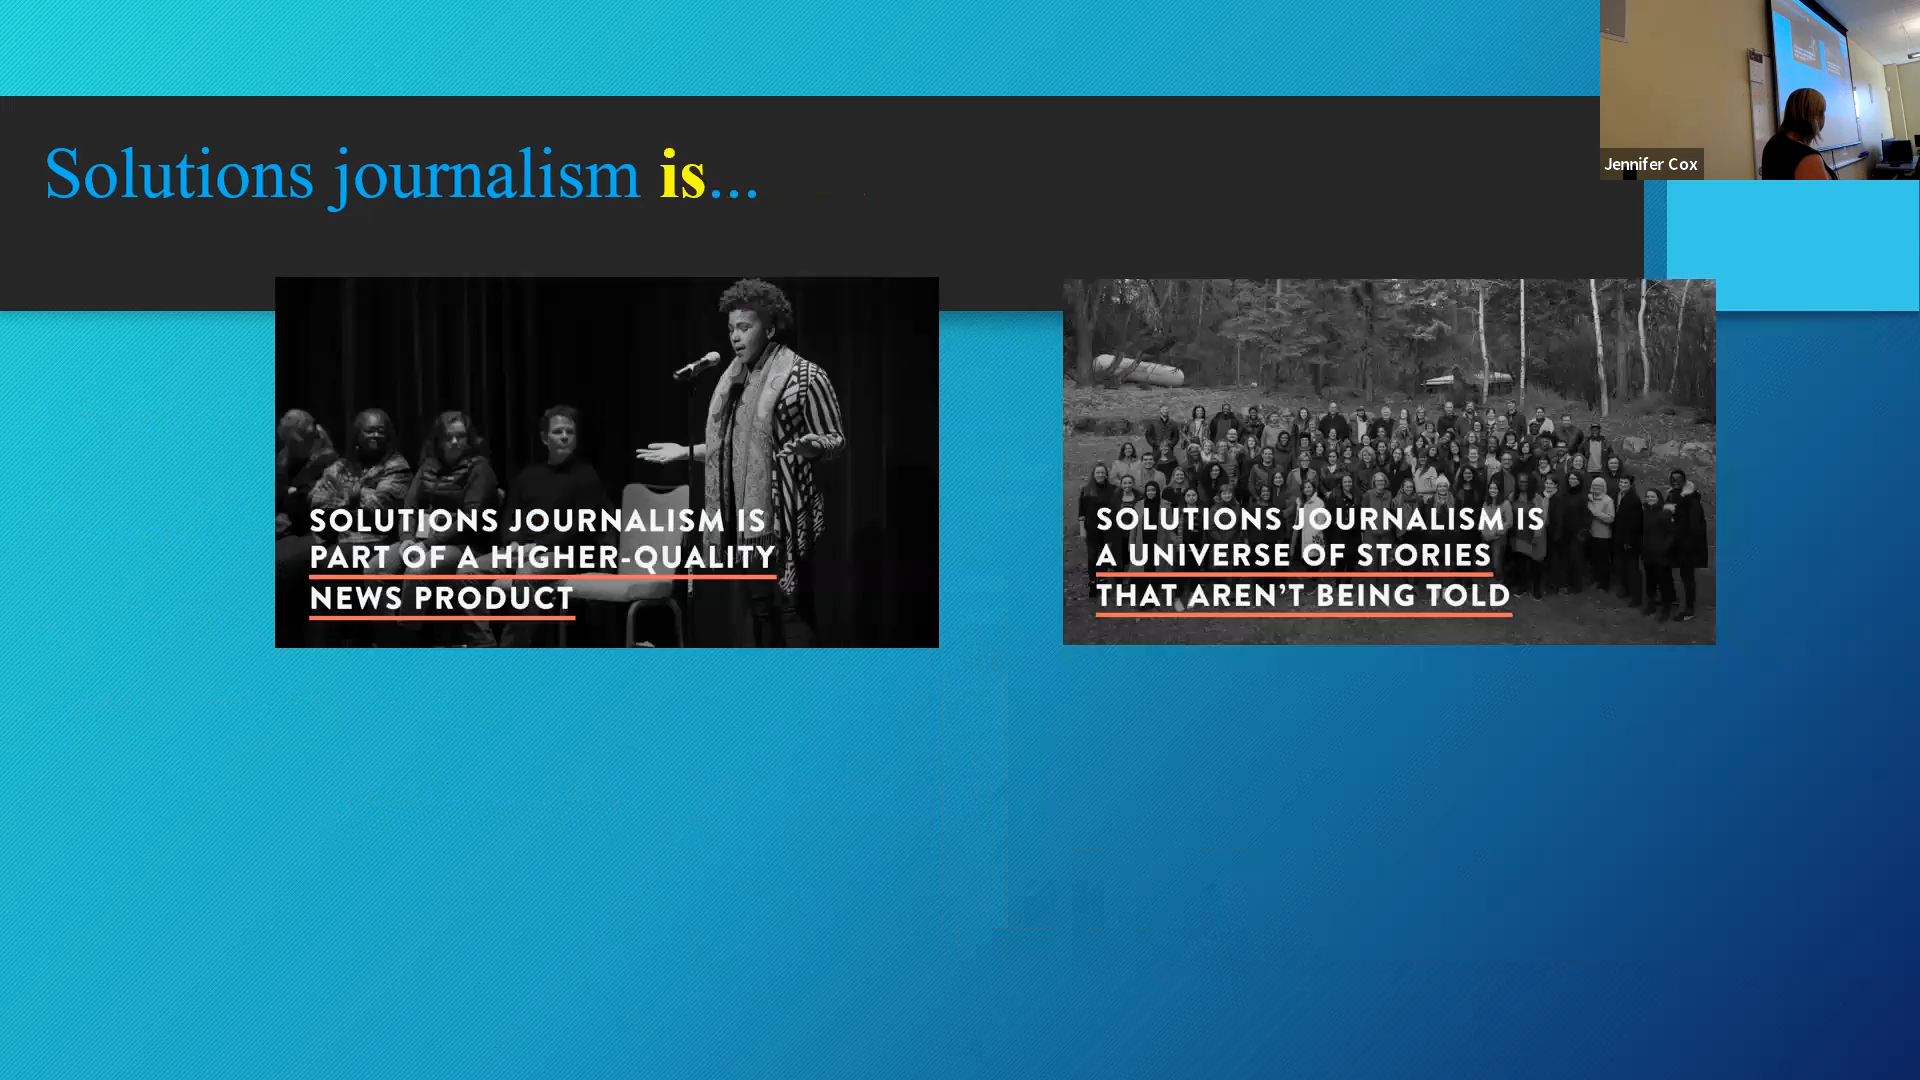 Solutions journalism is...
Jennifer Cox
SOLUTIONS JOURNALISM IS
PART OF A HIGHER-QUALITY
NEWS PRODUCT
SOLUTIONS JOURNALISM IS
A UNIVERSE OF STORIES
THAT AREN’T BEING TOLD